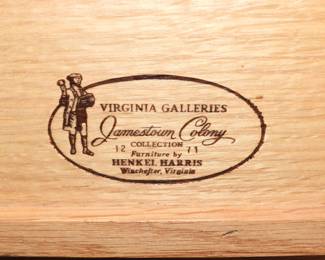 VIRGINIA GALLERIES
Jamestown Colony
COLLECTION
12 71
Furniture by
HENKEL HARRIS
Winchester, Virginia